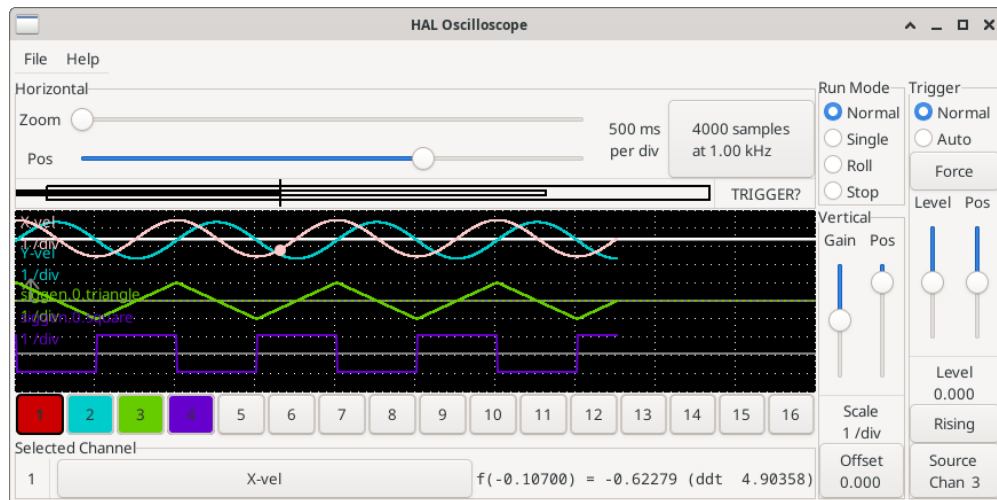 HAL Oscilloscope
File Help
Horizontal
Zoom
Pos
500 ms
per div
4000 samples
at 1.00 kHz
TRIGGER?
X-vel
1 /div
Y-vel
1 /div
siggen.0.triangle
1 /div
siggen.0.square
1 /div
1 2 3 4 5 6 7 8 9 10 11 12 13 14 15 16
Selected Channel
1 X-vel f(-0.10700) = -0.62279 (ddt 4.90358)
Run Mode
Normal
Single
Roll
Stop
Vertical
Gain Pos
Scale
1 /div
Offset
0.000
Trigger
Normal
Auto
Force
Level Pos
Level
0.000
Rising
Source
Chan 3